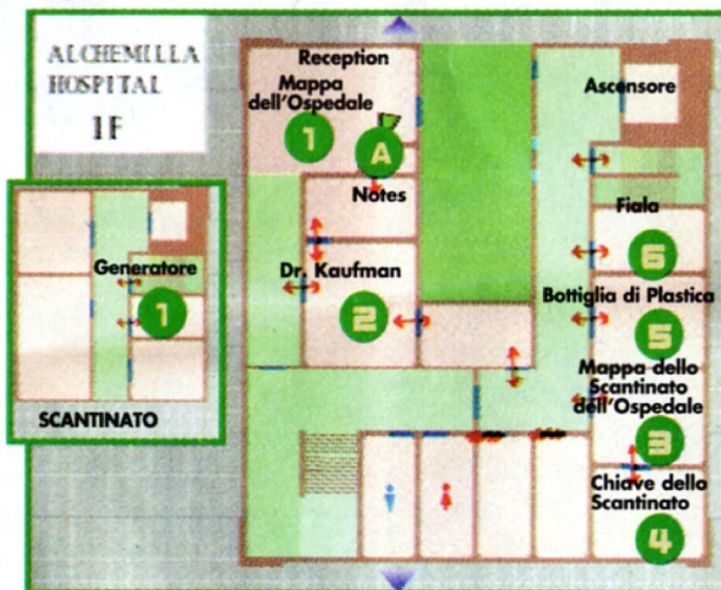 ALCHEMILLA
HOSPITAL
1F
Reception
Mappa
dell'Ospedale
1
A
Notes
Dr. Kaufman
2
Ascensore
Fiala
6
Bottiglia di Plastica
5
Mappa dello
Scantinato
dell'Ospedale
3
Chiave dello
Scantinato
4
Generatore
1
SCANTINATO